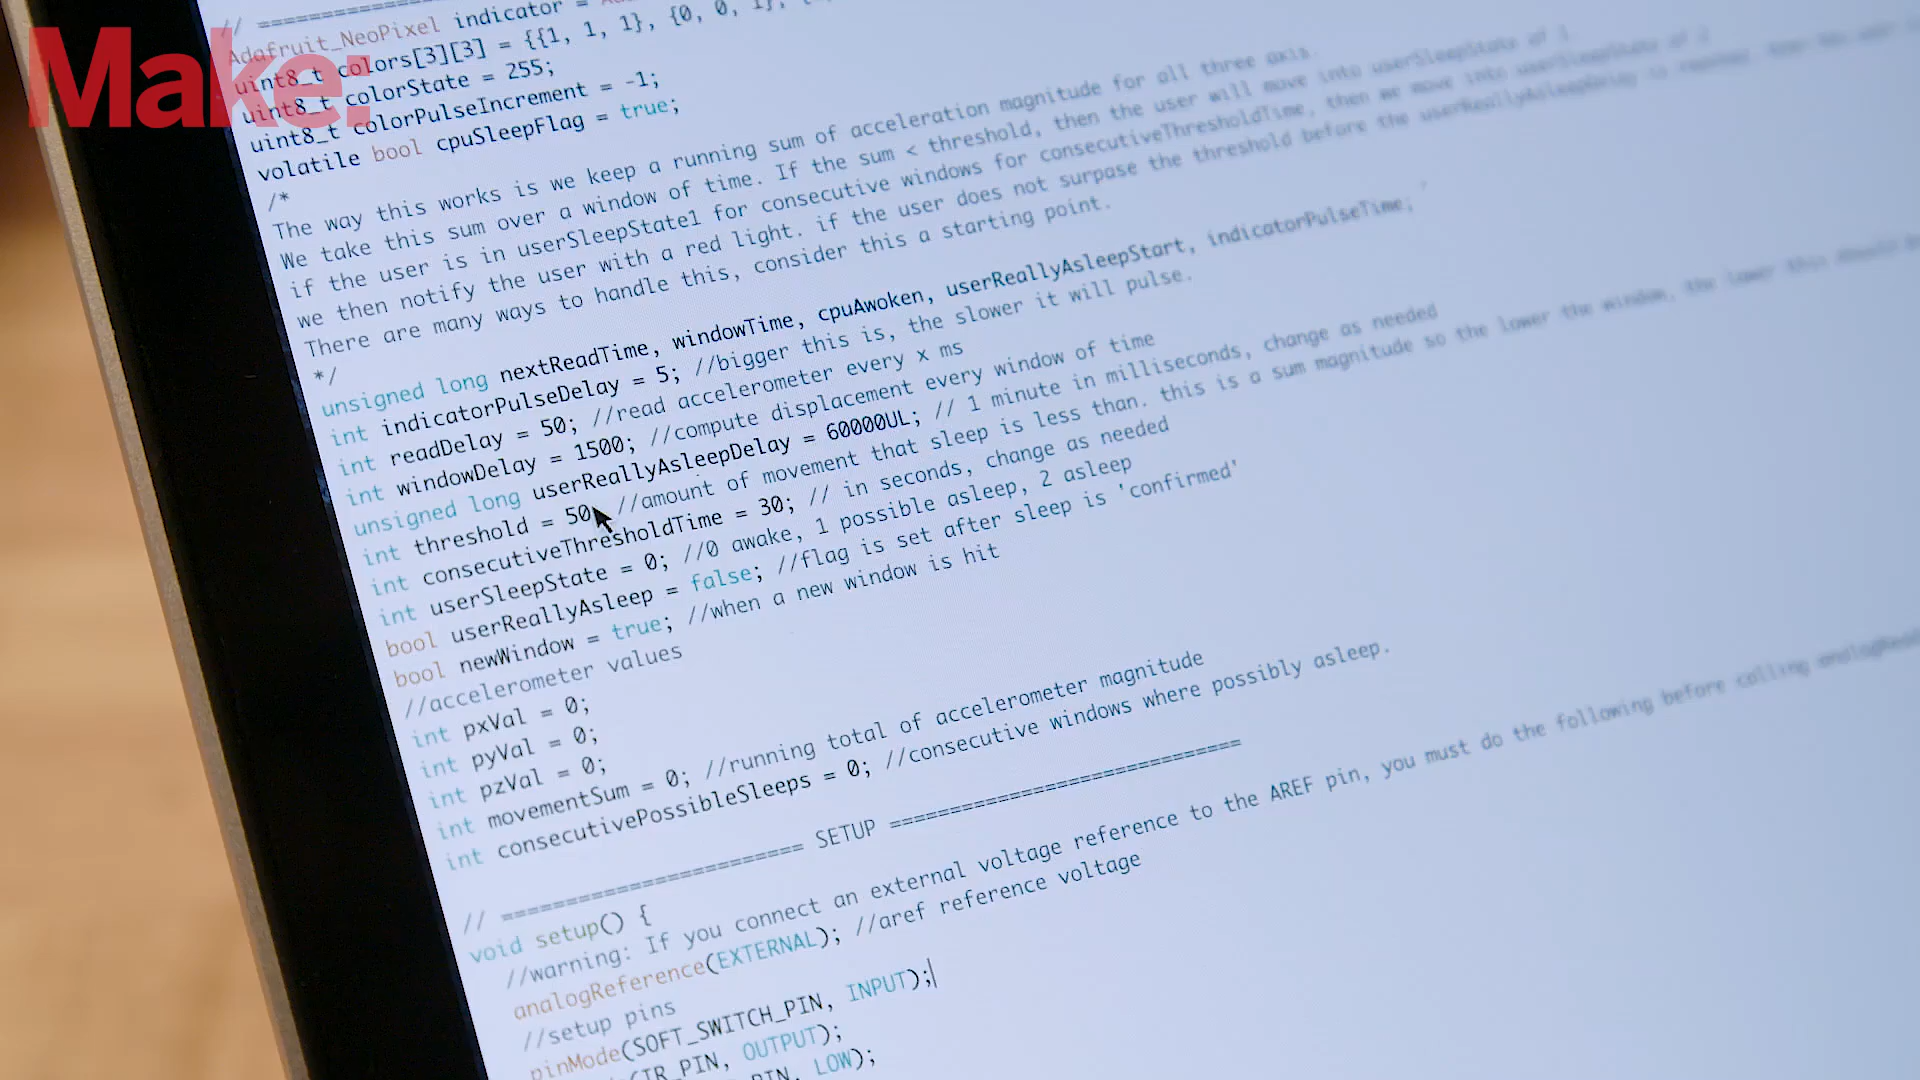 Make:
// ====================
Adafruit_NeoPixel indicator =
uint8_t colors[3][3] = {{1, 1, 1}, {0, 0, 1},
uint8_t colorState = 255;
uint8_t colorPulseIncrement = -1;
volatile bool cpuSleepFlag = true;
/*
The way this works is we keep a running sum of acceleration magnitude for all three axis.
We take this sum over a window of time. If the sum < threshold, then the user will move into userSleepState of 1
if the user is in userSleepState1 for consecutive windows for consecutiveThresholdTime, then we move into userSleepState of 2
we then notify the user with a red light. if the user does not surpase the threshold before the userReallyAsleepDelay is reached,
There are many ways to handle this, consider this a starting point.
*/
unsigned long nextReadTime, windowTime, cpuAwoken, userReallyAsleepStart, indicatorPulseTime;
int indicatorPulseDelay = 5; //bigger this is, the slower it will pulse.
int readDelay = 50; //read accelerometer every x ms
int windowDelay = 1500; //compute displacement every window of time
unsigned long userReallyAsleepDelay = 60000UL; // 1 minute in milliseconds, change as needed
int threshold = 50; //amount of movement that sleep is less than. this is a sum magnitude so the lower the window, the lower this should be
int consecutiveThresholdTime = 30; // in seconds, change as needed
int userSleepState = 0; //0 awake, 1 possible asleep, 2 asleep
bool userReallyAsleep = false; //flag is set after sleep is 'confirmed'
bool newWindow = true; //when a new window is hit
//accelerometer values
int pxVal = 0;
int pyVal = 0;
int pzVal = 0;
int movementSum = 0; //running total of accelerometer magnitude
int consecutivePossibleSleeps = 0; //consecutive windows where possibly asleep.
// ======================== SETUP ============================
void setup() {
//warning: If you connect an external voltage reference to the AREF pin, you must do the following before calling analogRead
analogReference(EXTERNAL); //aref reference voltage
//setup pins
pinMode(SOFT_SWITCH_PIN, INPUT);
(IR_PIN, OUTPUT);
PIN, LOW);